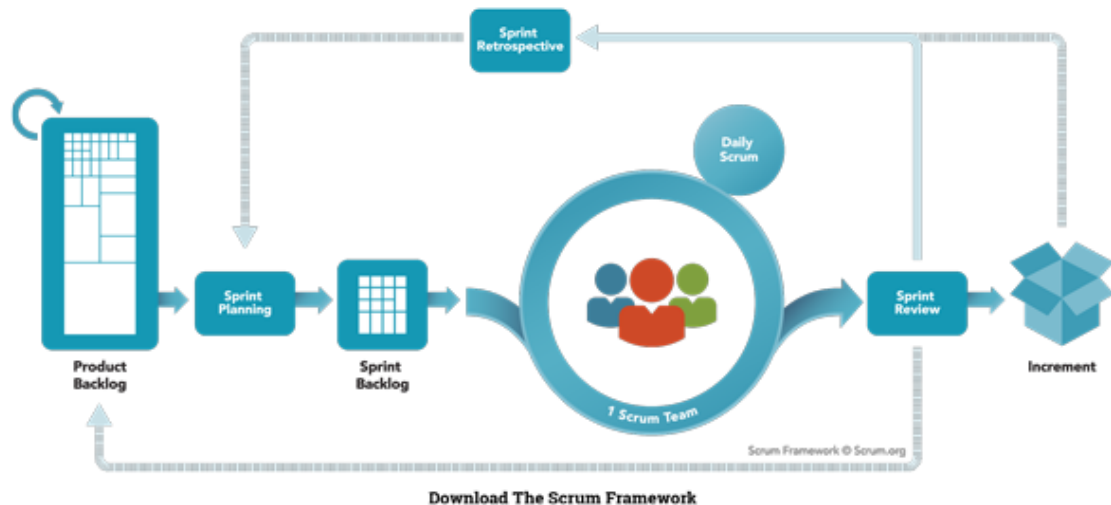 Sprint
Retrospective
Daily
Scrum
Sprint
Planning
Sprint
Review
Product
Backlog
Sprint
Backlog
Increment
1 Scrum Team
Scrum Framework © Scrum.org
Download The Scrum Framework